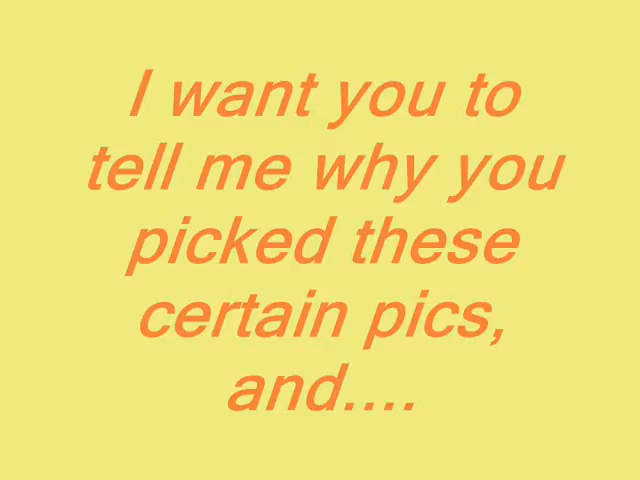 I want you to
tell me why you
picked these
certain pics,
and....